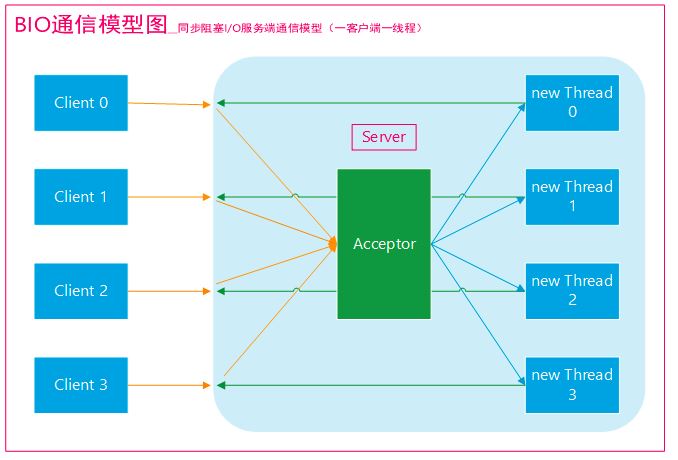 BIO通信模型图__同步阻塞I/O服务端通信模型（一客户端一线程）
Client 0
new Thread
0
Server
Client 1
new Thread
1
Acceptor
Client 2
new Thread
2
Client 3
new Thread
3